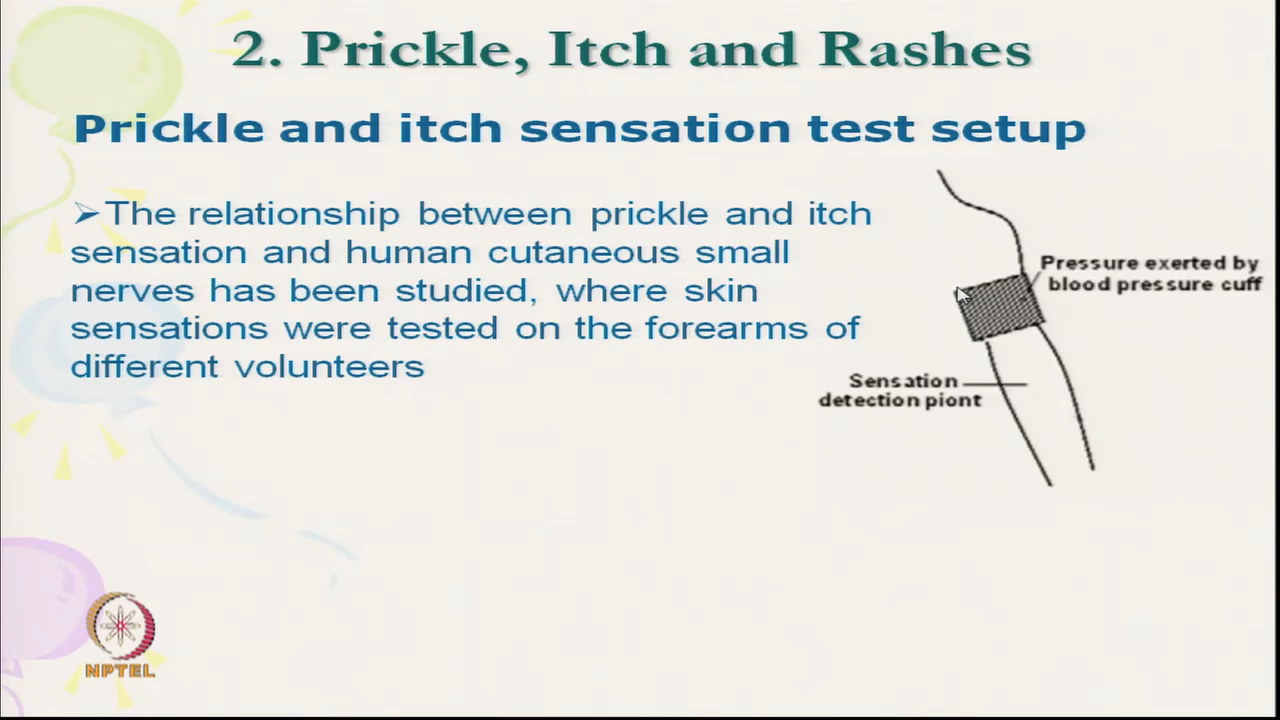 2. Prickle, Itch and Rashes
Prickle and itch sensation test setup
➢The relationship between prickle and itch
sensation and human cutaneous small
nerves has been studied, where skin
sensations were tested on the forearms of
different volunteers
Pressure exerted by
blood pressure cuff
Sensation
detection piont
NPTEL